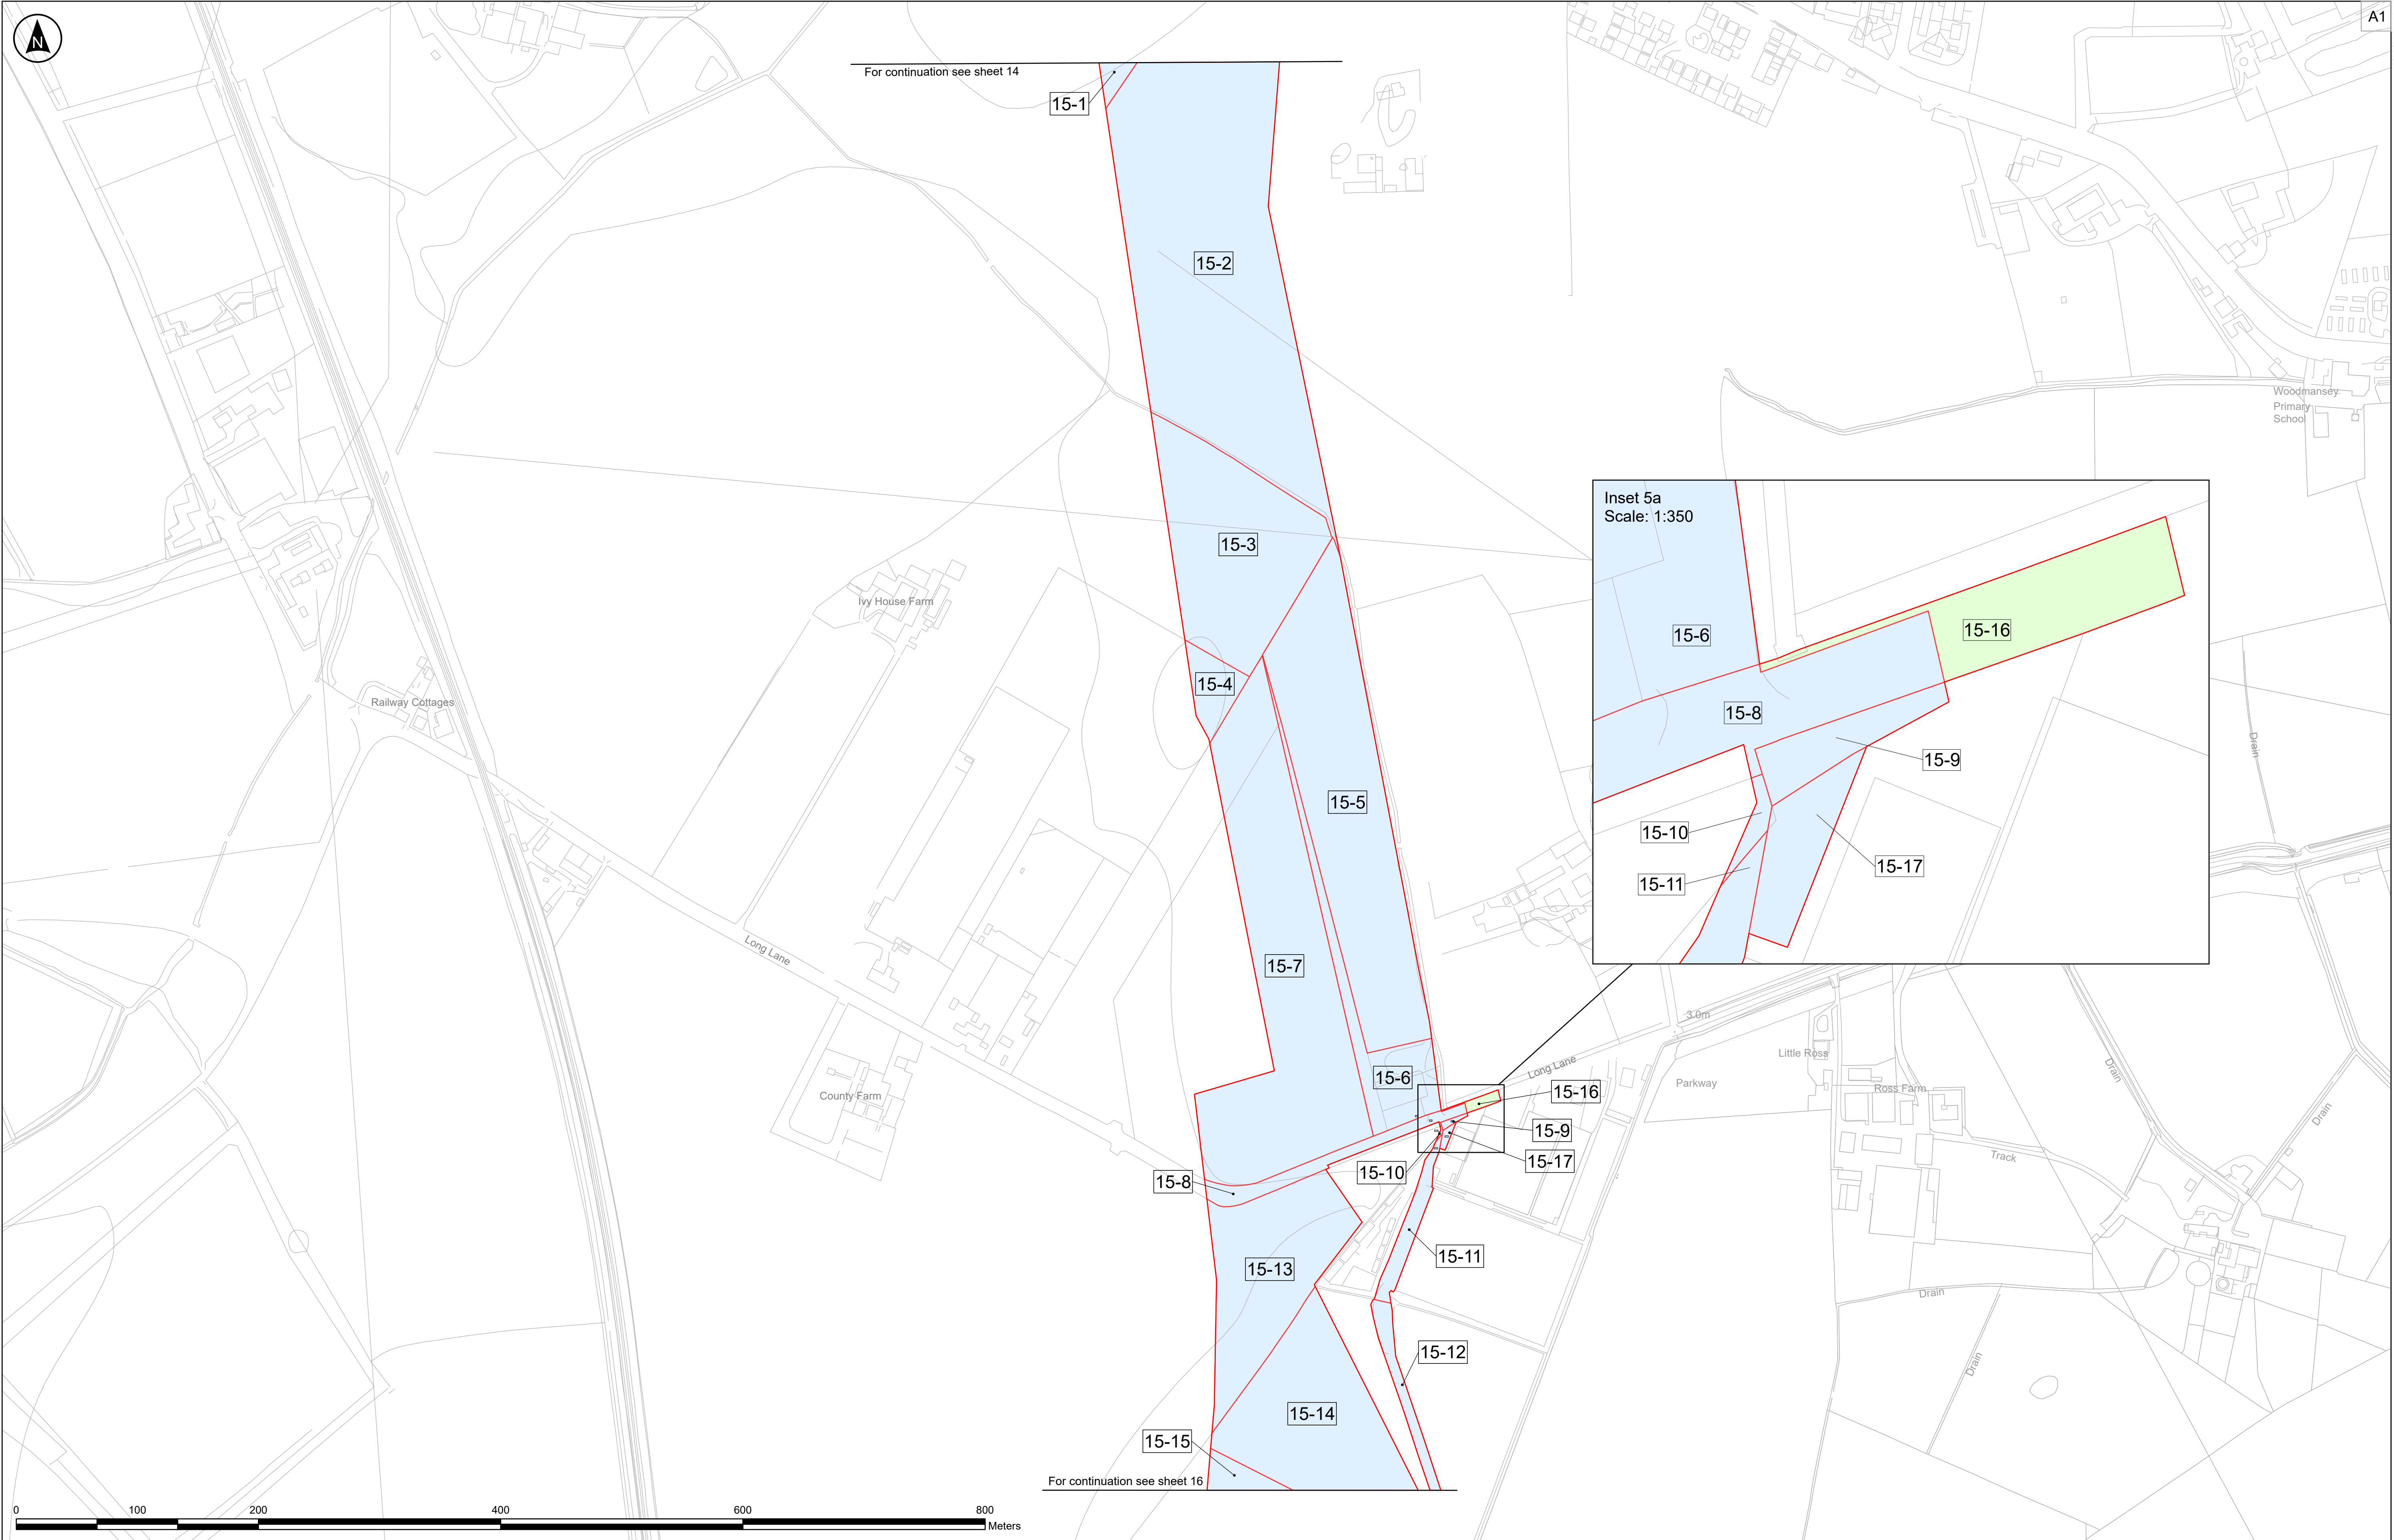 A1
N
For continuation see sheet 14
15-1
15-2
Woodmansey
Primary
School
Inset 5a
Scale: 1:350
15-3
Ivy House Farm
15-16
15-6
15-4
Railway Cottages
15-8
Drain
15-9
15-5
15-10
15-17
15-11
Long Lane
15-7
3.0m
Little Ross
Long Lane
15-6
Parkway
Ross Farm
Drain
County Farm
15-16
Drain
15-9
15-17
Track
15-10
15-8
15-11
15-13
Drain
15-12
Drain
15-14
15-15
For continuation see sheet 16
0 100 200 400 600 800
Meters